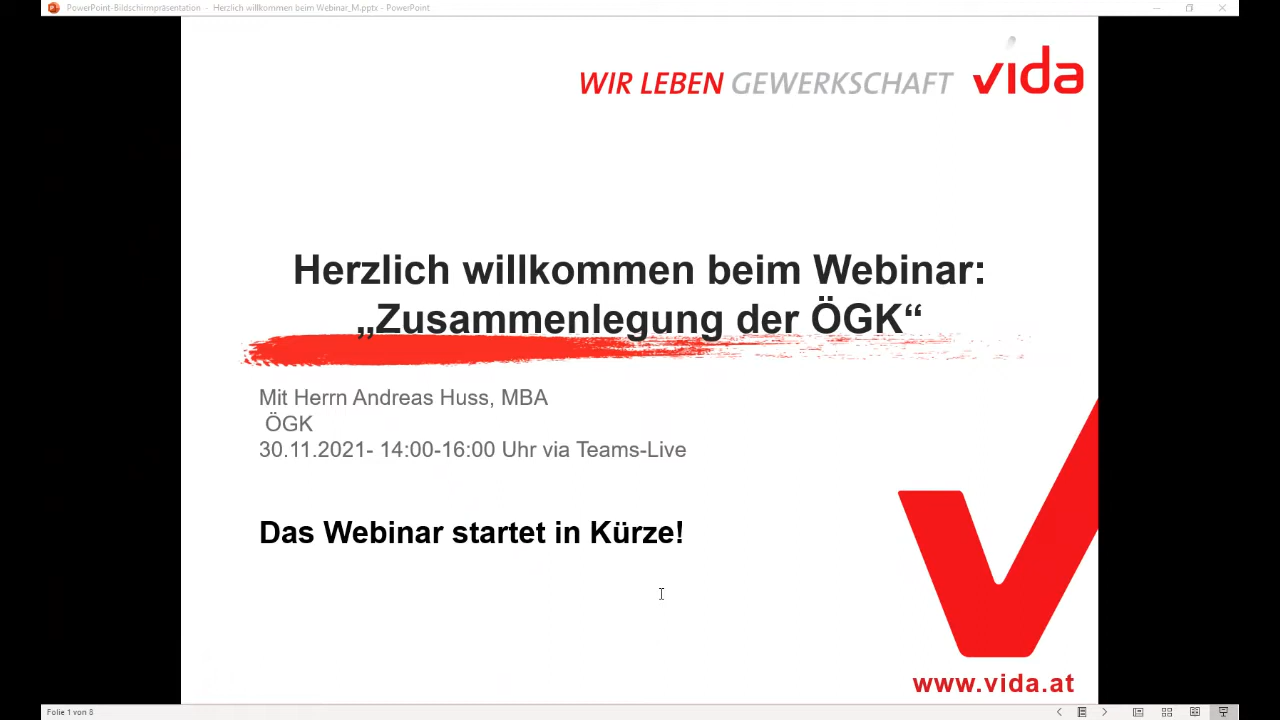 PowerPoint-Bildschirmpräsentation - Herzlich willkommen beim Webinar_M.pptx - PowerPoint
WIR LEBEN GEWERKSCHAFT vida
Herzlich willkommen beim Webinar:
„Zusammenlegung der ÖGK“
Mit Herrn Andreas Huss, MBA
ÖGK
30.11.2021- 14:00-16:00 Uhr via Teams-Live
Das Webinar startet in Kürze!
www.vida.at
Folie 1 von 8